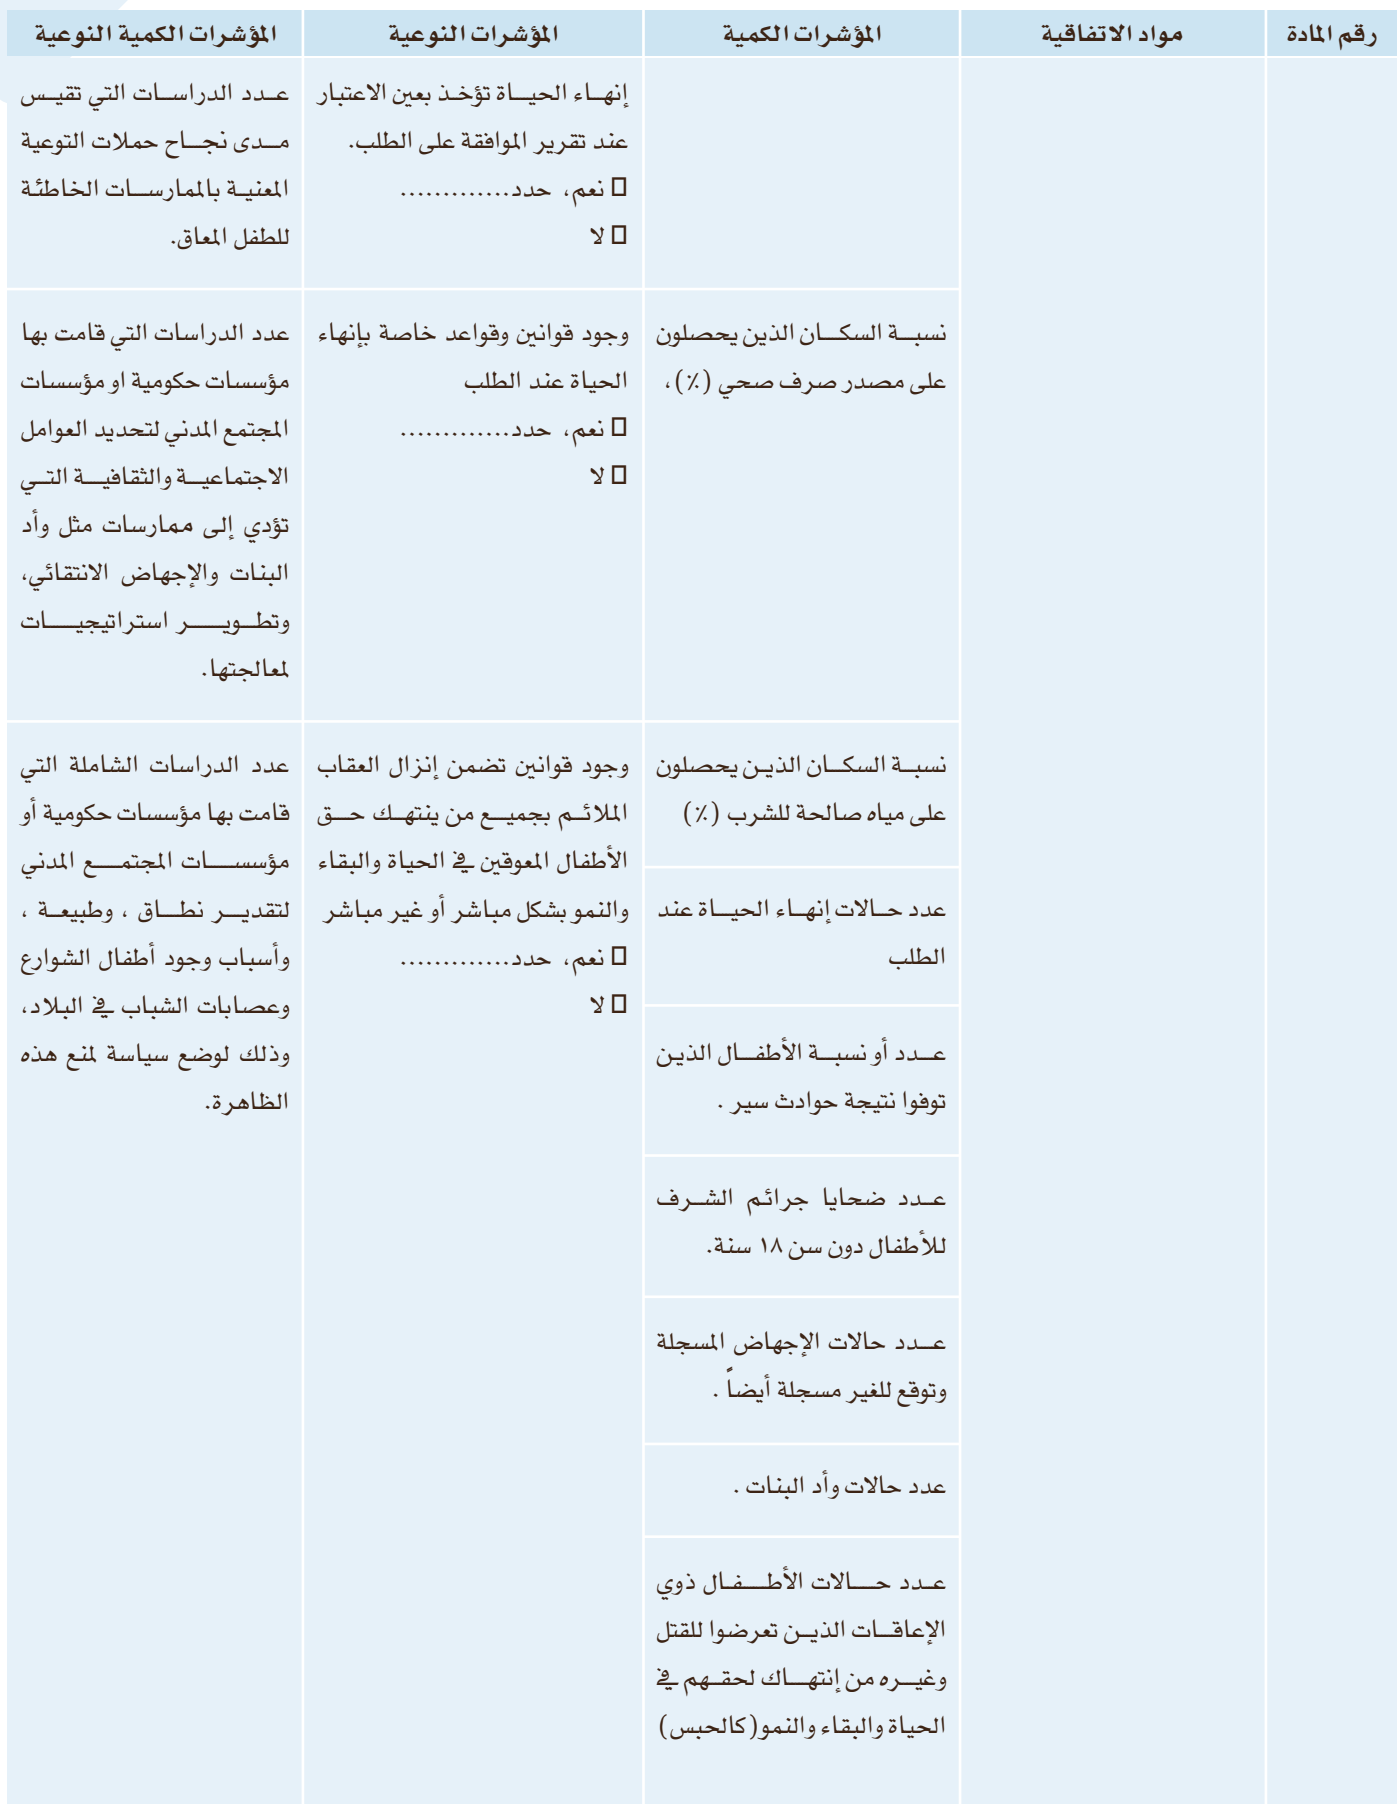 رقم المادة
مواد الاتفاقية
المؤشرات الكمية
المؤشرات النوعية
المؤشرات الكمية النوعية
إنهاء الحياة تؤخذ بعين الاعتبار
عند تقرير الموافقة على الطلب.
□ نعم، حدد.............
□ لا
عدد الدراسات التي تقيس
مدى نجاح حملات التوعية
المعنية بالممارسات الخاطئة
للطفل المعاق.
نسبة السكان الذين يحصلون
على مصدر صرف صحي (٪)،
وجود قوانين وقواعد خاصة بإنهاء
الحياة عند الطلب
□ نعم، حدد.............
□ لا
عدد الدراسات التي قامت بها
مؤسسات حكومية او مؤسسات
المجتمع المدني لتحديد العوامل
الاجتماعية والثقافية التي
تؤدي إلى ممارسات مثل وأد
البنات والإجهاض الانتقائي،
وتطوير استراتيجيات
لمعالجتها.
نسبة السكان الذين يحصلون
على مياه صالحة للشرب (٪)
عدد حالات إنهاء الحياة عند
الطلب
عدد أو نسبة الأطفال الذين
توفوا نتيجة حوادث سير .
عدد ضحايا جرائم الشرف
للأطفال دون سن ١٨ سنة.
عدد حالات الإجهاض المسجلة
وتوقع للغير مسجلة أيضاً .
عدد حالات وأد البنات .
عدد حالات الأطفال ذوي
الإعاقات الذين تعرضوا للقتل
وغيره من إنتهاك لحقهم في
الحياة والبقاء والنمو(كالحبس)
وجود قوانين تضمن إنزال العقاب
الملائم بجميع من ينتهك حق
الأطفال المعوقين في الحياة والبقاء
والنمو بشكل مباشر أو غير مباشر
□ نعم، حدد.............
□ لا
عدد الدراسات الشاملة التي
قامت بها مؤسسات حكومية أو
مؤسسات المجتمع المدني
لتقدير نطاق ، وطبيعة ،
وأسباب وجود أطفال الشوارع
وعصابات الشباب في البلاد،
وذلك لوضع سياسة لمنع هذه
الظاهرة.